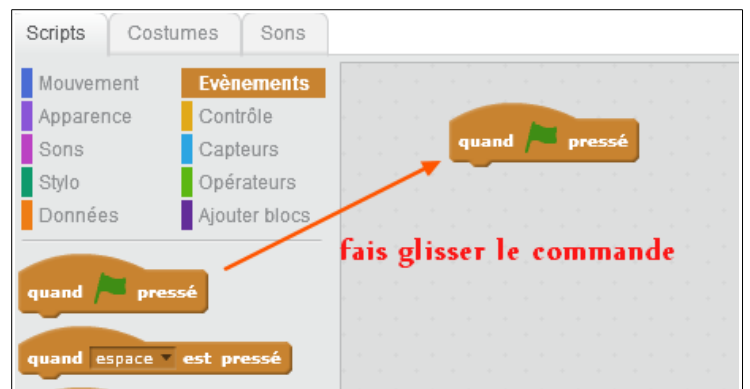 Scripts Costumes Sons
Mouvement Evènements
Apparence Contrôle
Sons Capteurs
Stylo Opérateurs
Données Ajouter blocs
quand pressé
fais glisser le commande
quand pressé
quand espace est pressé